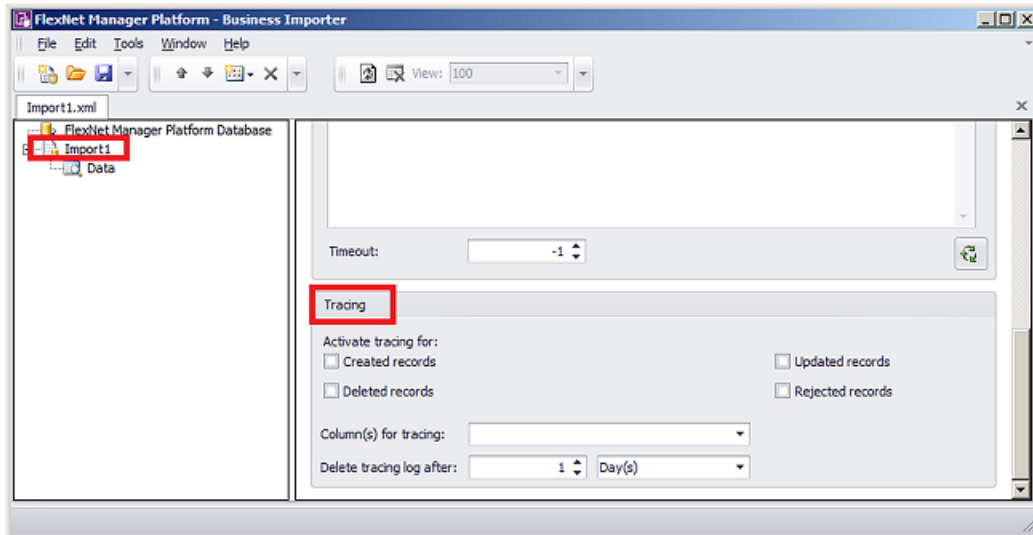 FlexNet Manager Platform - Business Importer
File Edit Tools Window Help
View: 100
Import1.xml
FlexNet Manager Platform Database
Import1
Data
Timeout: -1
Tracing
Activate tracing for:
Created records Updated records
Deleted records Rejected records
Column(s) for tracing:
Delete tracing log after: 1 Day(s)